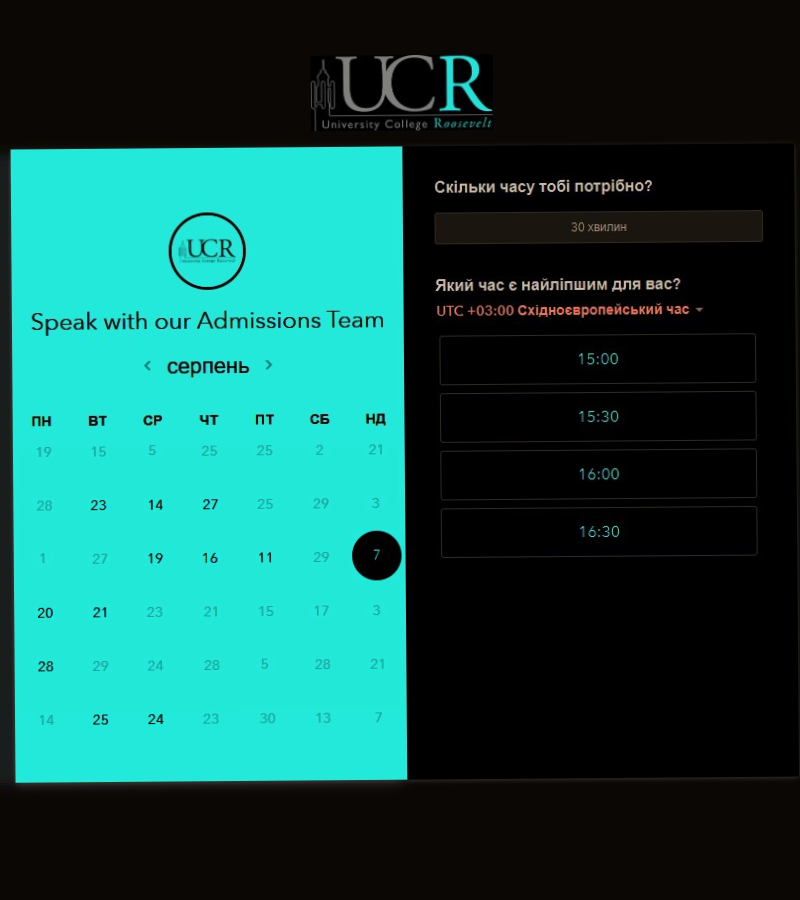 UCR
University College Roosevelt
UCR
Speak with our Admissions Team
серпень
ПН ВТ СР ЧТ ПТ СБ НД
19 15 5 25 25 2 21
28 23 14 27 25 29 3
1 27 19 16 11 29 7
20 21 23 21 15 17 3
28 29 24 28 5 28 21
14 25 24 23 30 13 7
Скільки часу тобі потрібно?
30 хвилин
Який час є найліпшим для вас?
UTC +03:00 Східноєвропейський час
15:00
15:30
16:00
16:30